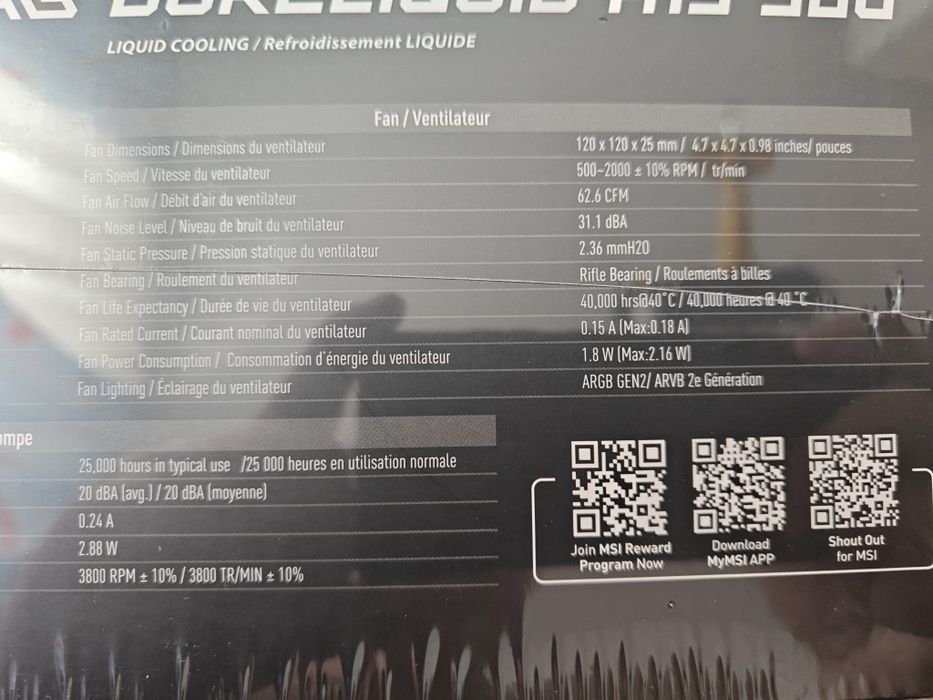 LIQUID COOLING / Refroidissement LIQUIDE
Fan / Ventilateur
Fan Dimensions / Dimensions du ventilateur 120 x 120 x 25 mm / 4.7 x 4.7 x 0.98 inches/ pouces
Fan Speed / Vitesse du ventilateur 500~2000 ± 10% RPM / tr/min
Fan Air Flow / Débit d'air du ventilateur 62.6 CFM
Fan Noise Level / Niveau de bruit du ventilateur 31.1 dBA
Fan Static Pressure / Pression statique du ventilateur 2.36 mmH2O
Fan Bearing / Roulement du ventilateur Rifle Bearing / Roulements à billes
Fan Life Expectancy / Durée de vie du ventilateur 40,000 hrs@40°C / 40,000 heures @ 40 °C
Fan Rated Current / Courant nominal du ventilateur 0.15 A (Max:0.18 A)
Fan Power Consumption / Consommation d'énergie du ventilateur 1.8 W (Max:2.16 W)
Fan Lighting / Éclairage du ventilateur ARGB GEN2/ ARVB 2e Génération
ompe
25,000 hours in typical use /25 000 heures en utilisation normale
20 dBA (avg.) / 20 dBA (moyenne)
0.24 A
2.88 W
3800 RPM ± 10% / 3800 TR/MIN ± 10%
Join MSI Reward
Program Now
Download
MyMSI APP
Shout Out
for MSI